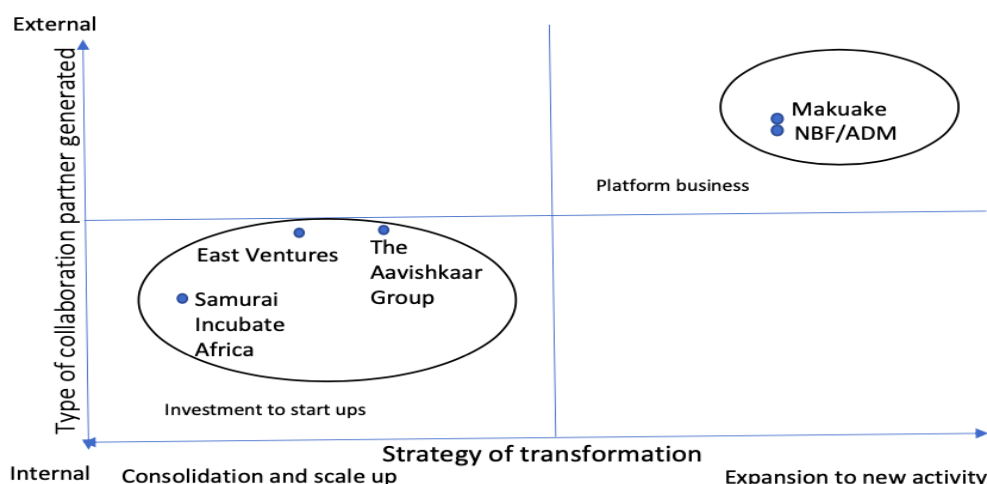 External
Type of collaboration partner generated
Makuake
NBF/ADM
Platform business
East Ventures
The
Aavishkaar
Group
Samurai
Incubate
Africa
Investment to start ups
Strategy of transformation
Internal
Consolidation and scale up
Expansion to new activity